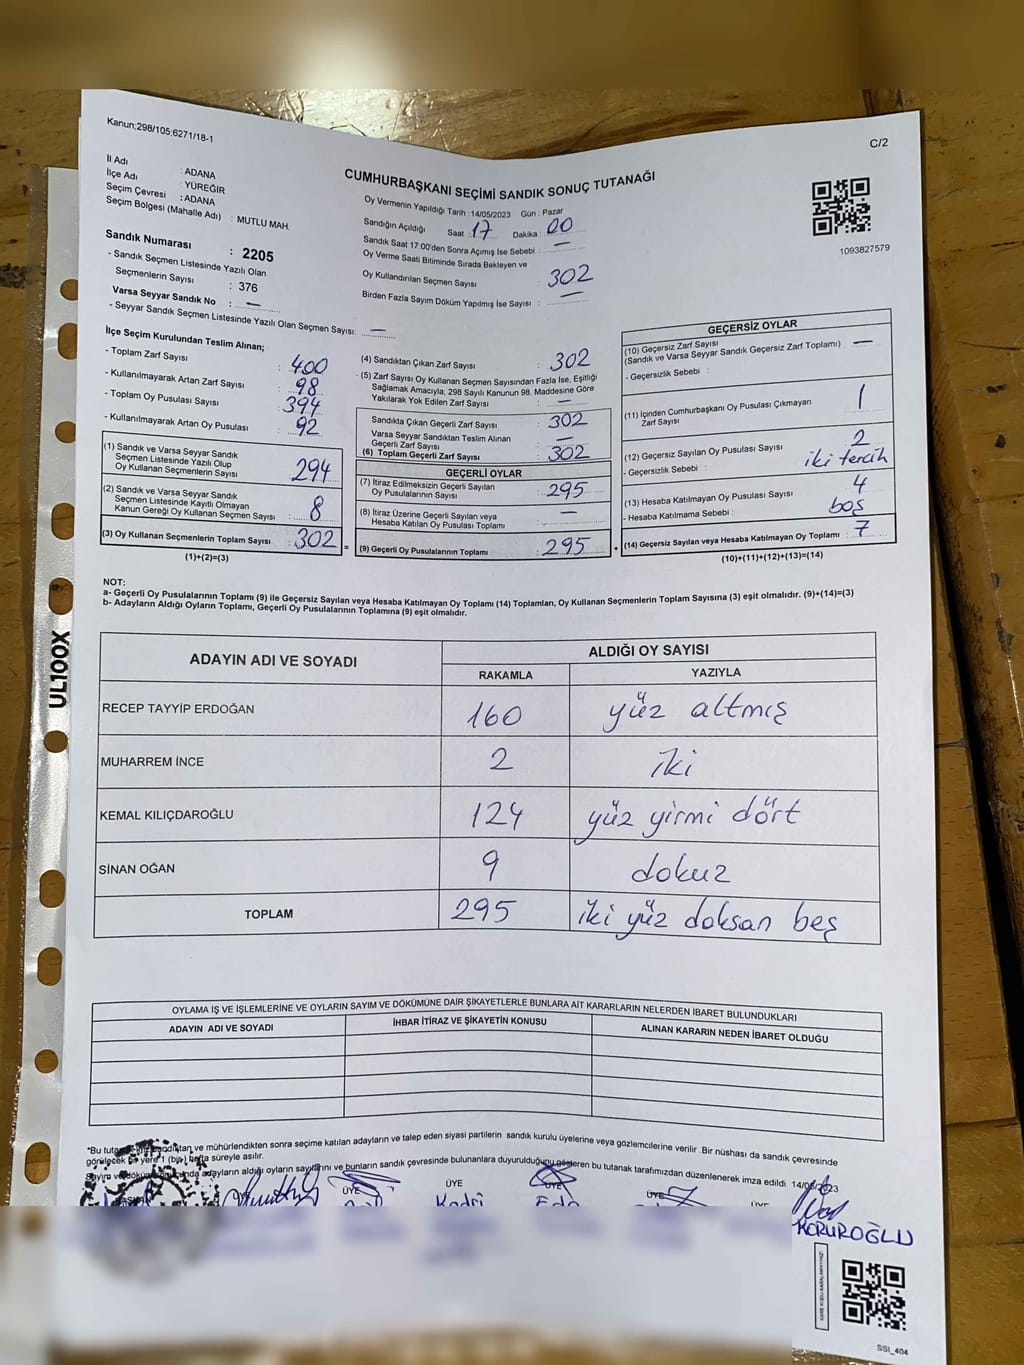 Kanun;298/105;6271/18-1
C/2
İl Adı : ADANA
İlçe Adı : YÜREĞİR
Seçim Çevresi : ADANA
Seçim Bölgesi (Mahalle Adı) : MUTLU MAH.
Sandık Numarası : 2205
- Sandık Seçmen Listesinde Yazılı Olan
Seçmenlerin Sayısı : 376
Varsa Seyyar Sandık No : —
- Seyyar Sandık Seçmen Listesinde Yazılı Olan Seçmen Sayısı: —
CUMHURBAŞKANI SEÇİMİ SANDIK SONUÇ TUTANAĞI
Oy Vermenin Yapıldığı Tarih : 14/05/2023 Gün : Pazar
Sandığın Açıldığı Saat : 17 Dakika : 00
Sandık Saat 17:00'den Sonra Açımış İse Sebebi : —
Oy Verme Saati Bitiminde Sırada Bekleyen ve
Oy Kullandırılan Seçmen Sayısı : 302
Birden Fazla Sayım Döküm Yapılmış İse Sayısı : —
1093827579
İlçe Seçim Kurulundan Teslim Alınan;
- Toplam Zarf Sayısı : 400
- Kullanılmayarak Artan Zarf Sayısı : 98
- Toplam Oy Pusulası Sayısı : 394
- Kullanılmayarak Artan Oy Pusulası : 92
(1) Sandık ve Varsa Seyyar Sandık
Seçmen Listesinde Yazılı Olup
Oy Kullanan Seçmenlerin Sayısı : 294
(2) Sandık ve Varsa Seyyar Sandık
Seçmen Listesinde Kayıtlı Olmayan
Kanun Gereği Oy Kullanan Seçmen Sayısı : 8
(3) Oy Kullanan Seçmenlerin Toplam Sayısı : 302 =
(1)+(2)=(3)
(4) Sandıktan Çıkan Zarf Sayısı : 302
(5) Zarf Sayısı Oy Kullanan Seçmen Sayısından Fazla İse, Eşitliği
Sağlamak Amacıyla, 298 Sayılı Kanunun 98. Maddesine Göre
Yakılarak Yok Edilen Zarf Sayısı : —
Sandıkta Çıkan Geçerli Zarf Sayısı : 302
Varsa Seyyar Sandıktan Teslim Alınan
Geçerli Zarf Sayısı : —
(6) Toplam Geçerli Zarf Sayısı : 302
GEÇERLİ OYLAR
(7) İtiraz Edilmeksizin Geçerli Sayılan
Oy Pusulalarının Sayısı : 295
(8) İtiraz Üzerine Geçerli Sayılan veya
Hesaba Katılan Oy Pusulası Toplamı : —
(9) Geçerli Oy Pusulalarının Toplamı : 295 +
GEÇERSİZ OYLAR
(10) Geçersiz Zarf Sayısı
(Sandık ve Varsa Seyyar Sandık Geçersiz Zarf Toplamı) —
- Geçersizlik Sebebi :
(11) İçinden Cumhurbaşkanı Oy Pusulası Çıkmayan
Zarf Sayısı : 1
(12) Geçersiz Sayılan Oy Pusulası Sayısı : 2
- Geçersizlik Sebebi : iki tercih
(13) Hesaba Katılmayan Oy Pusulası Sayısı : 4
- Hesaba Katılmama Sebebi : boş
(14) Geçersiz Sayılan veya Hesaba Katılmayan Oy Toplamı : 7
(10)+(11)+(12)+(13)=(14)
NOT:
a- Geçerli Oy Pusulalarının Toplamı (9) ile Geçersiz Sayılan veya Hesaba Katılmayan Oy Toplamı (14) Toplamları, Oy Kullanan Seçmenlerin Toplam Sayısına (3) eşit olmalıdır. (9)+(14)=(3)
b- Adayların Aldığı Oyların Toplamı, Geçerli Oy Pusulalarının Toplamına (9) eşit olmalıdır.
ADAYIN ADI VE SOYADI ALDIĞI OY SAYISI
RAKAMLA YAZIYLA
RECEP TAYYİP ERDOĞAN 160 yüz altmış
MUHARREM İNCE 2 iki
KEMAL KILIÇDAROĞLU 124 yüz yirmi dört
SİNAN OĞAN 9 dokuz
TOPLAM 295 iki yüz doksan beş
OYLAMA İŞ VE İŞLEMLERİNE VE OYLARIN SAYIM VE DÖKÜMÜNE DAİR ŞİKAYETLERLE BUNLARA AİT KARARLARIN NELERDEN İBARET BULUNDUKLARI
ADAYIN ADI VE SOYADI İHBAR İTİRAZ VE ŞİKAYETİN KONUSU ALINAN KARARIN NEDEN İBARET OLDUĞU
*Bu ve mühürlendikten sonra seçime katılan adayların ve talep eden siyasi partilerin sandık kurulu üyelerine veya gözlemcilerine verilir .Bir nüshası da sandık çevresinde
görülecek bir yere 1 (bir) hafta süreyle asılır.
Sayım ve adayların aldığı oyların sayılarını ve bunların sandık çevresinde bulunanlara duyurulduğunu gösteren bu tutanak tarafımızdan düzenlenerek imza edildi. 14/05/2023
ÜYE ÜYE ÜYE ÜYE ÜYE
Kadri Eda
KORUROĞLU
SSI_404
UL100X